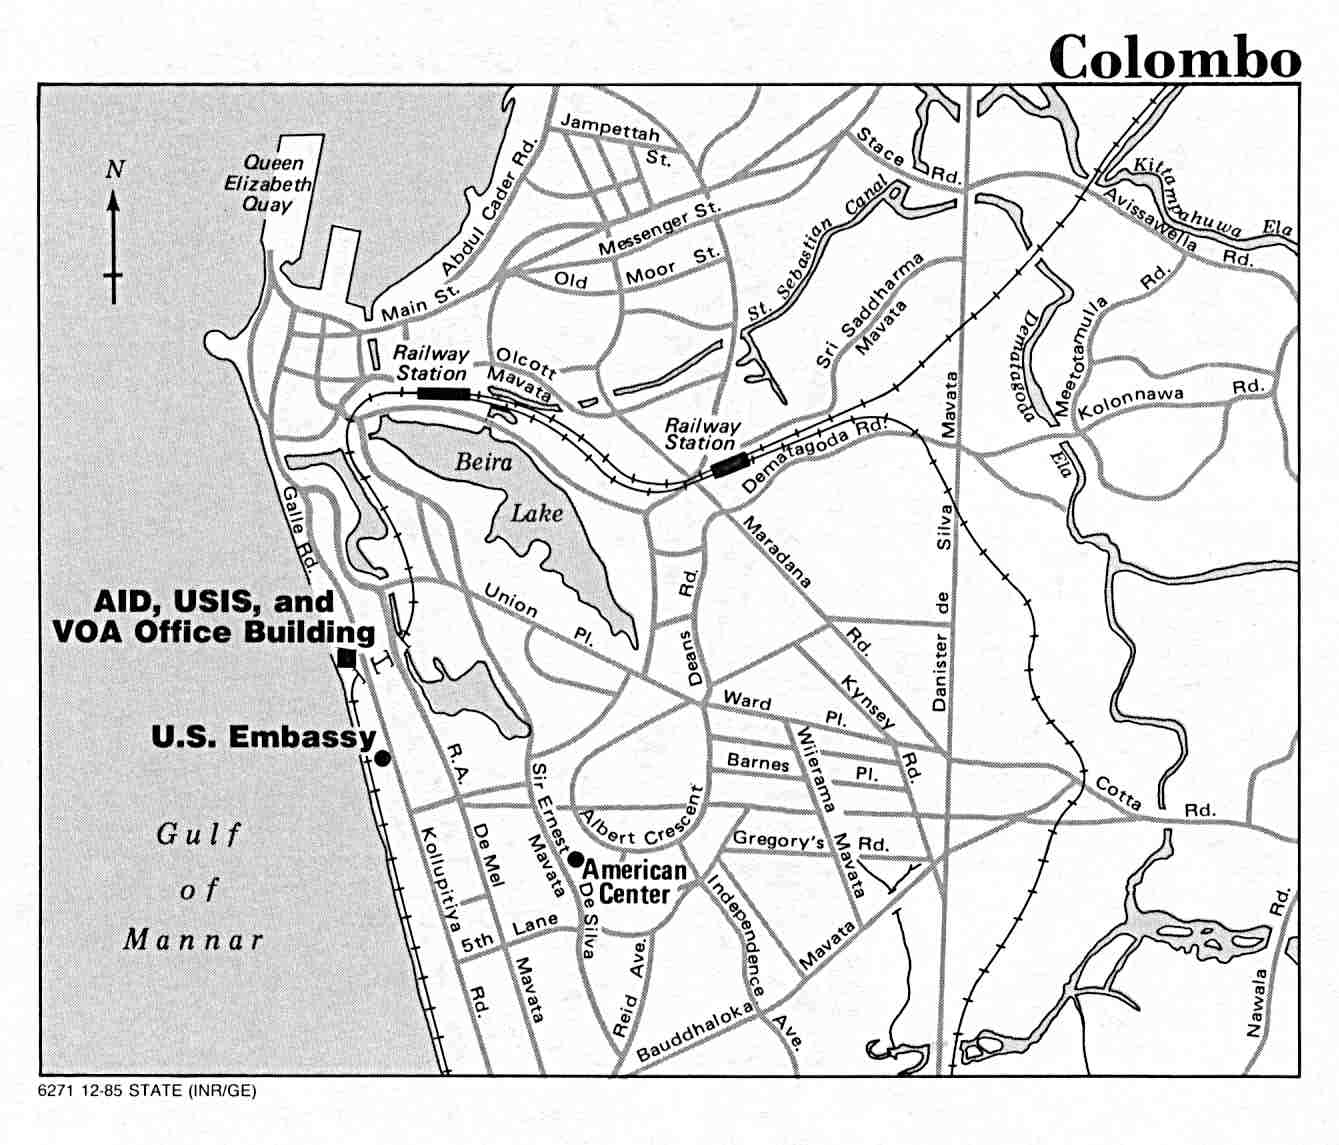 Colombo
N
Queen
Elizabeth
Quay
Jampettah
St.
Abdul Cader Rd.
Stace
Rd.
Kittampahuwa Ela
Avissawella
Rd.
Messenger St.
Old Moor St.
St. Sebastian Canal
Main St.
Sri Saddharma
Mavata
Dematagoda
Ela
Meetotamulla
Rd.
Kolonnawa Rd.
Railway
Station
Olcott
Mavata
Railway
Station
Dematagoda Rd.
Beira
Lake
Galle Rd.
Maradana
Rd.
Danister de Silva Mavata
AID, USIS, and
VOA Office Building
Union Pl.
Deans Rd.
Kynsey
Rd.
Ward Pl.
U.S. Embassy
R.A.
De Mel
Mavata
Barnes Pl.
Wijerama
Mavata
Cotta
Rd.
Sir Ernest
De Silva
Mavata
Albert Crescent
Gregory's Rd.
Gulf
of
Mannar
Kollupitiya
Rd.
American
Center
5th Lane
Independence
Ave.
Reid Ave.
Bauddhaloka
Mavata
Nawala Rd.
6271 12-85 STATE (INR/GE)